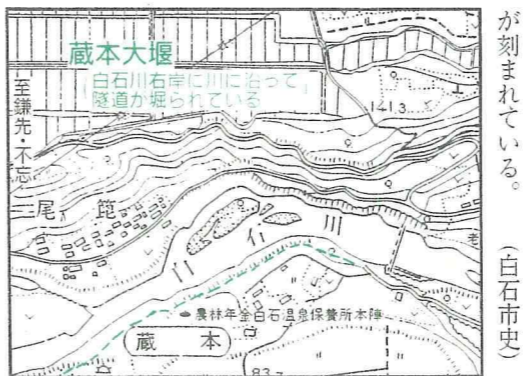 が刻まれている。
(白石市史)
蔵本大堰
白石川右岸に川に沿って
隧道が堀られている
至鎌先・不忘
141.3
箆
尾
白石川
農林年金白石温泉保養所本陣
蔵本
83.7